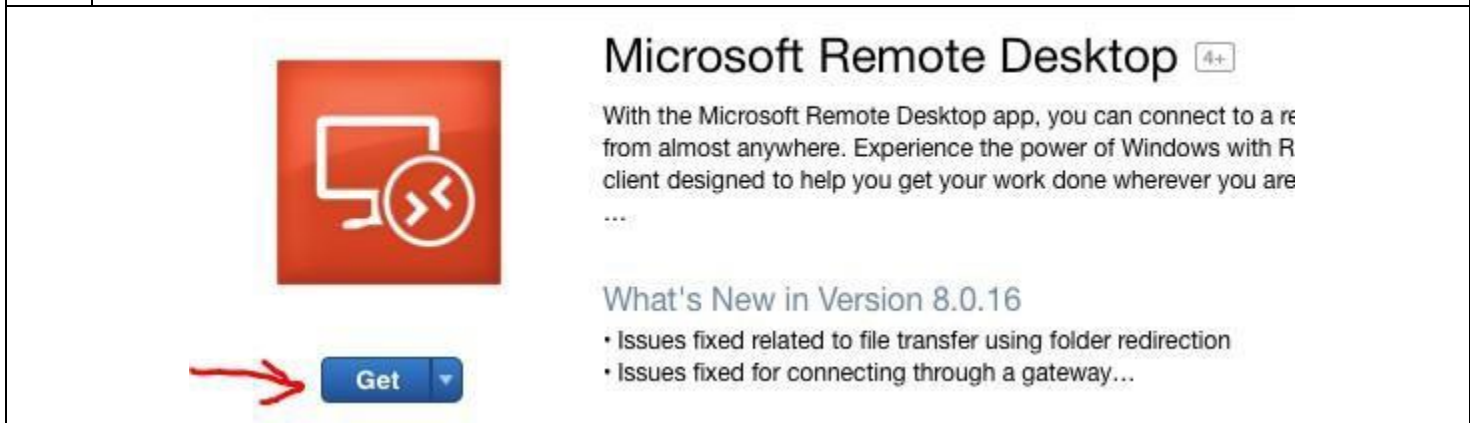 Microsoft Remote Desktop 4+
With the Microsoft Remote Desktop app, you can connect to a re
from almost anywhere. Experience the power of Windows with R
client designed to help you get your work done wherever you are
...
What's New in Version 8.0.16
• Issues fixed related to file transfer using folder redirection
• Issues fixed for connecting through a gateway...
Get